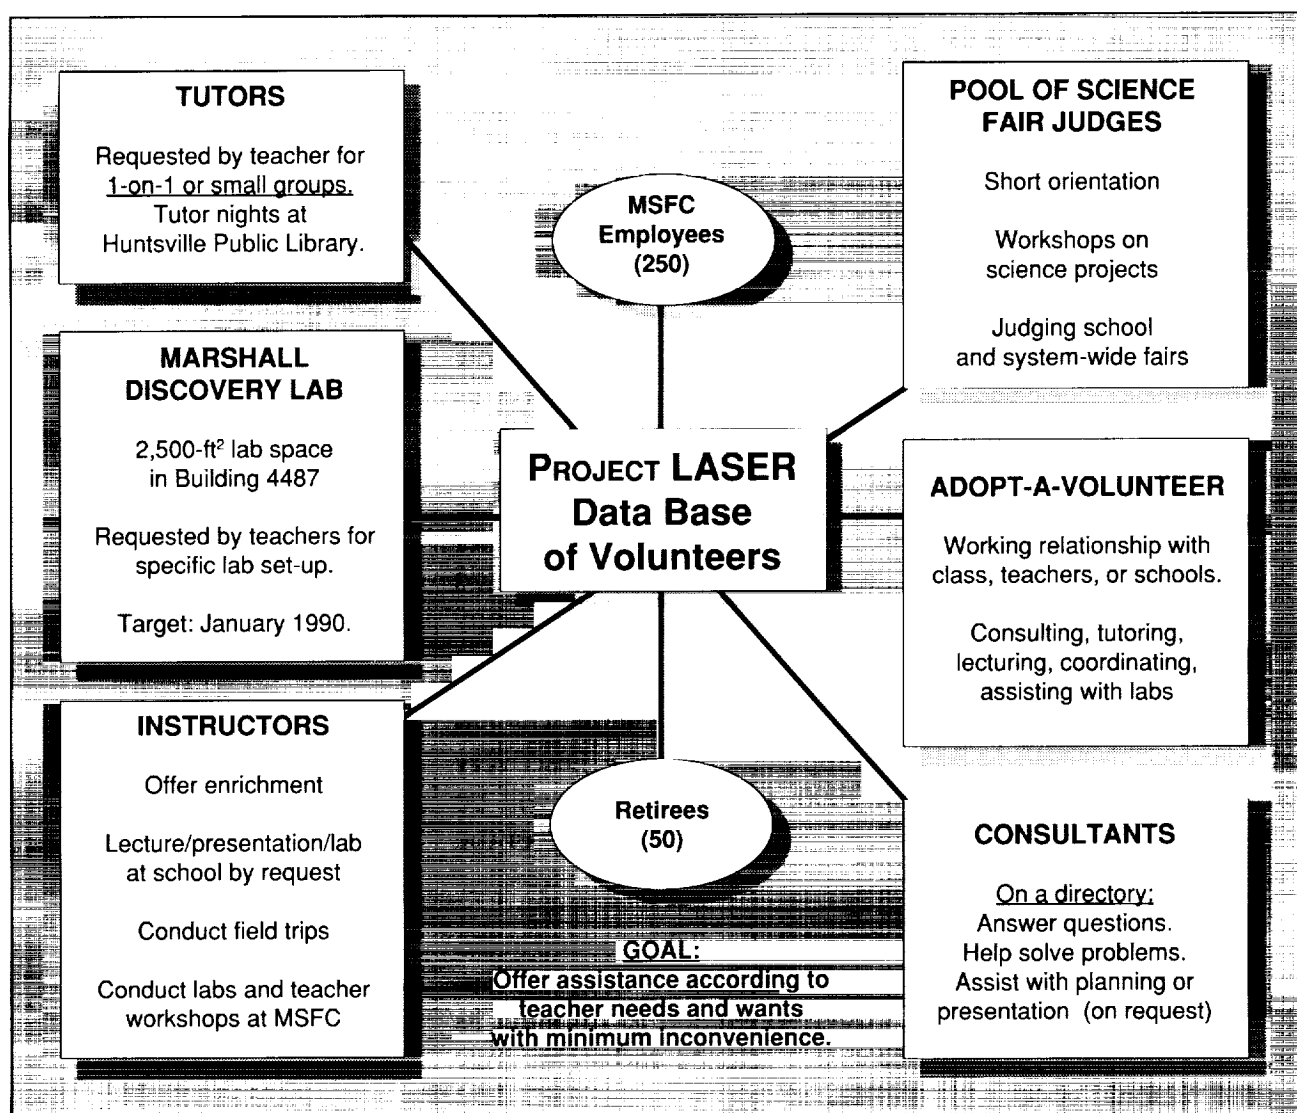 TUTORS
Requested by teacher for
1-on-1 or small groups.
Tutor nights at
Huntsville Public Library.
MARSHALL
DISCOVERY LAB
2,500-ft² lab space
in Building 4487
Requested by teachers for
specific lab set-up.
Target: January 1990.
INSTRUCTORS
Offer enrichment
Lecture/presentation/lab
at school by request
Conduct field trips
Conduct labs and teacher
workshops at MSFC
MSFC
Employees
(250)
PROJECT LASER
Data Base
of Volunteers
Retirees
(50)
GOAL:
Offer assistance according to
teacher needs and wants
with minimum inconvenience.
POOL OF SCIENCE
FAIR JUDGES
Short orientation
Workshops on
science projects
Judging school
and system-wide fairs
ADOPT-A-VOLUNTEER
Working relationship with
class, teachers, or schools.
Consulting, tutoring,
lecturing, coordinating,
assisting with labs
CONSULTANTS
On a directory:
Answer questions.
Help solve problems.
Assist with planning or
presentation (on request)